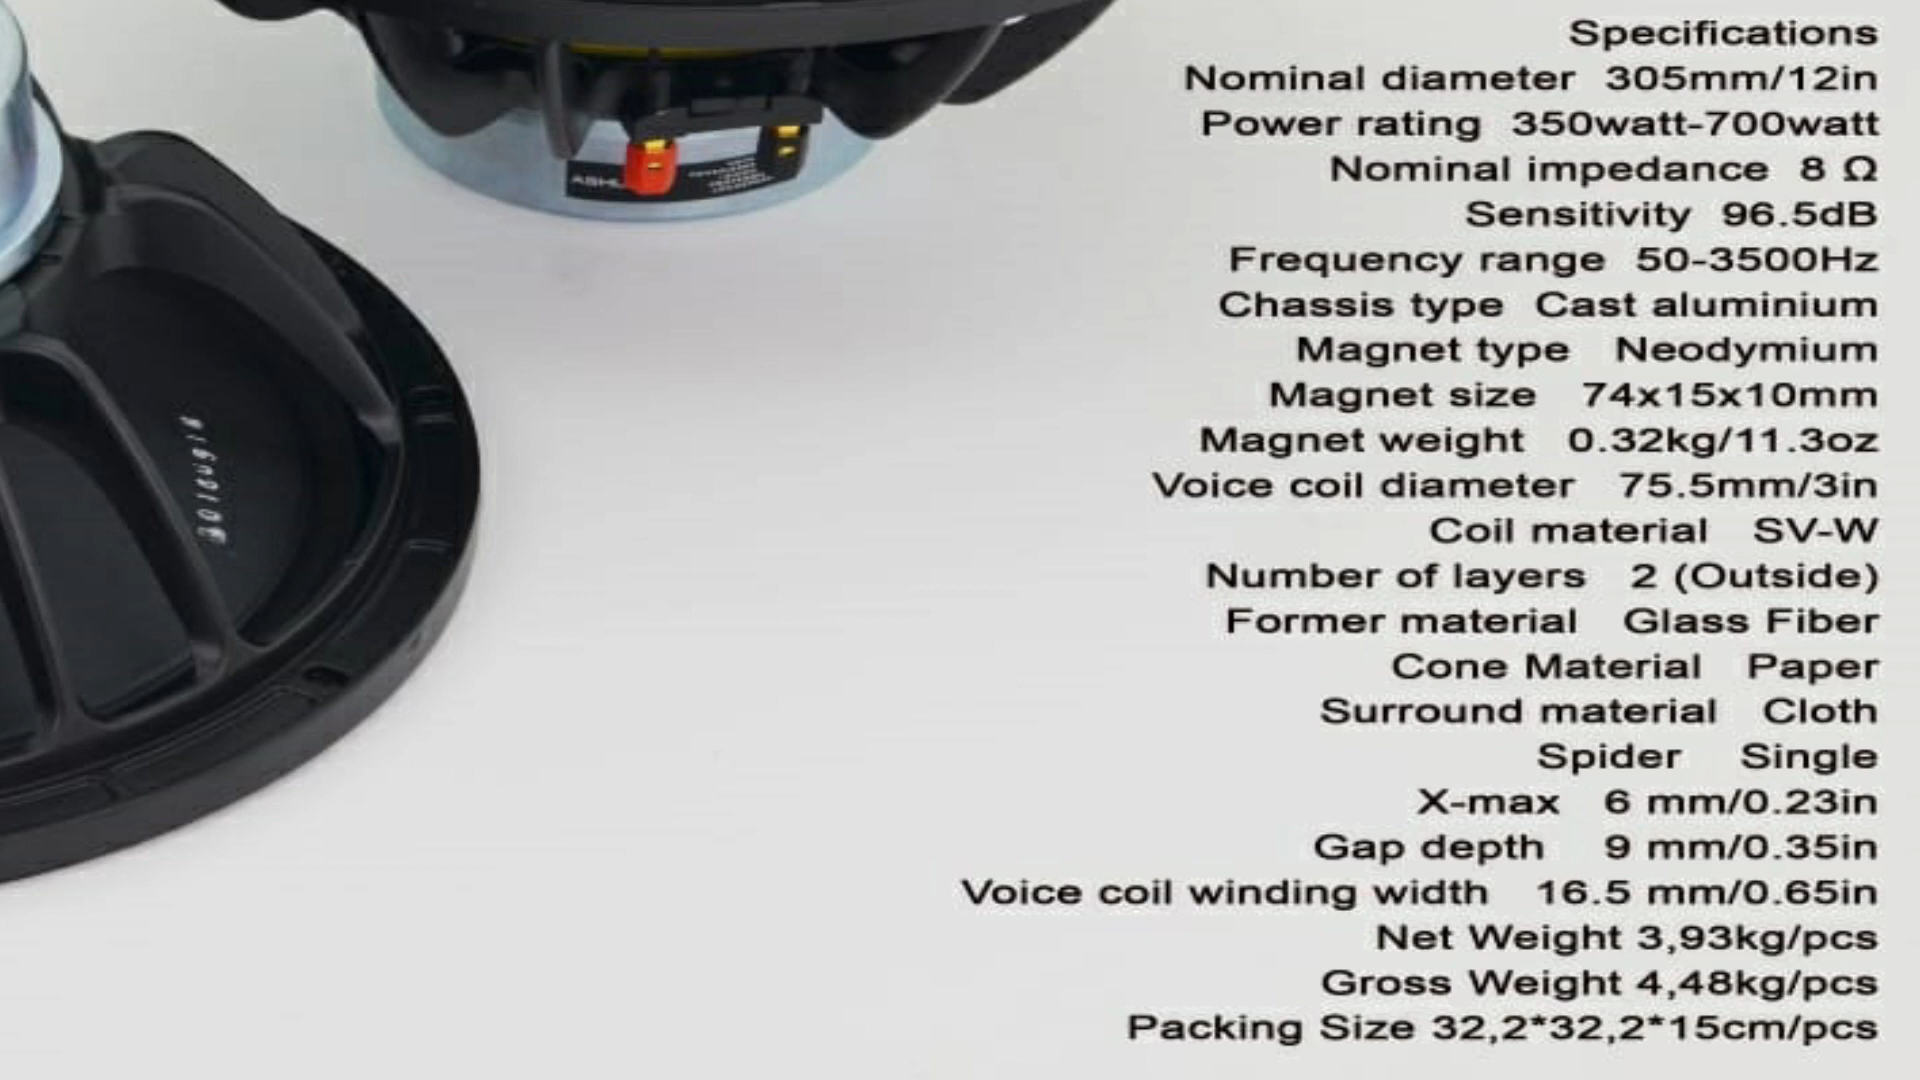 Specifications
Nominal diameter 305mm/12in
Power rating 350watt-700watt
Nominal impedance 8 Ω
Sensitivity 96.5dB
Frequency range 50-3500Hz
Chassis type Cast aluminium
Magnet type Neodymium
Magnet size 74x15x10mm
Magnet weight 0.32kg/11.3oz
Voice coil diameter 75.5mm/3in
Coil material SV-W
Number of layers 2 (Outside)
Former material Glass Fiber
Cone Material Paper
Surround material Cloth
Spider Single
X-max 6 mm/0.23in
Gap depth 9 mm/0.35in
Voice coil winding width 16.5 mm/0.65in
Net Weight 3,93kg/pcs
Gross Weight 4,48kg/pcs
Packing Size 32,2*32,2*15cm/pcs